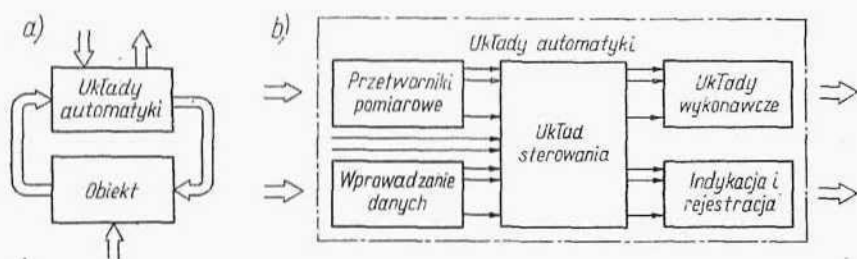 a)
Układy
automatyki
Obiekt
b)
Układy automatyki
Przetworniki
pomiarowe
Układ
sterowania
Układy
wykonawcze
Wprowadzanie
danych
Indykacja i
rejestracja